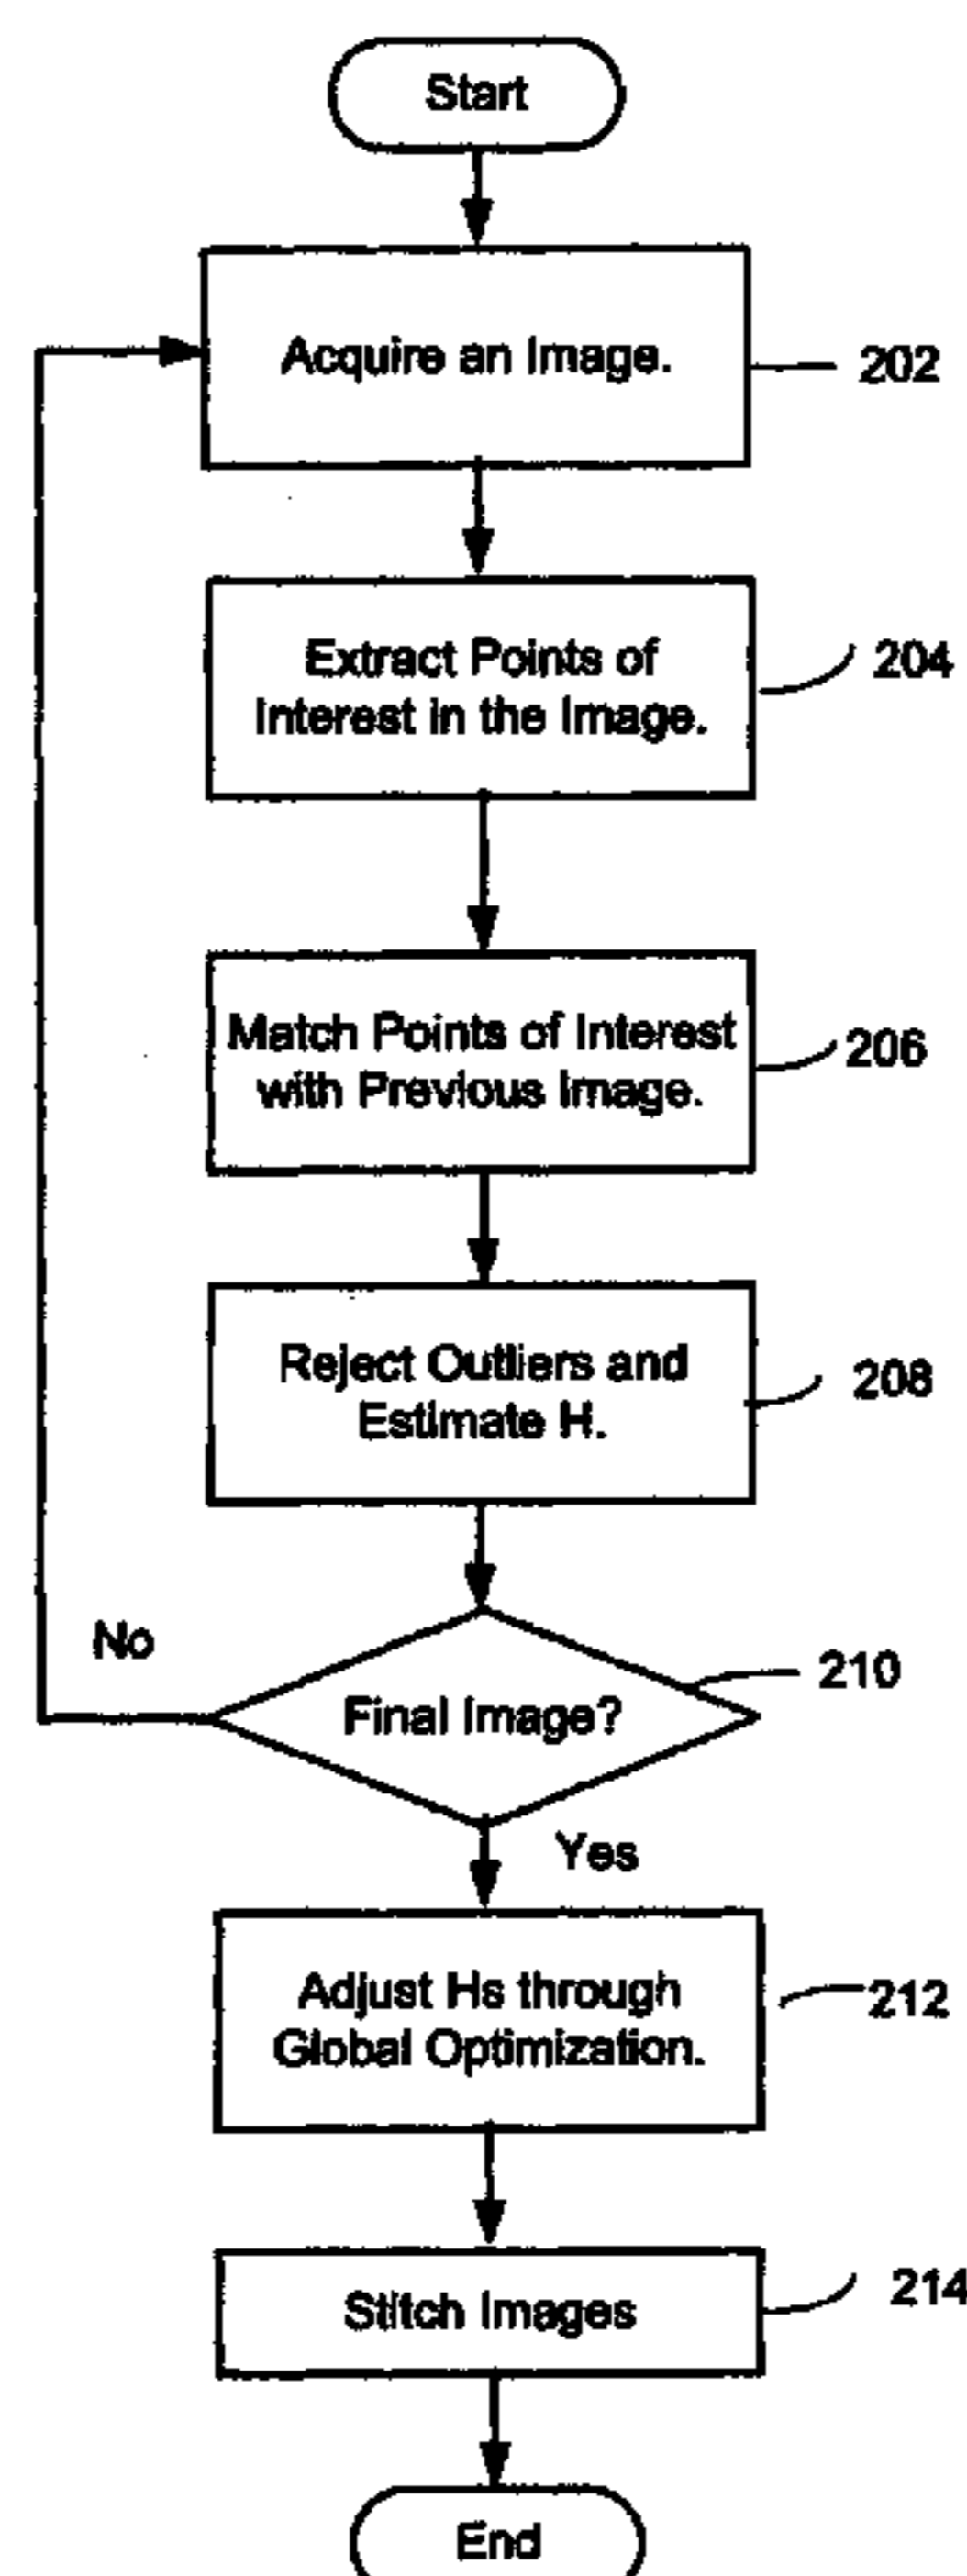 Start
Acquire an Image.
202
Extract Points of
Interest in the Image.
204
Match Points of Interest
with Previous Image.
206
Reject Outliers and
Estimate H.
208
No
Final Image?
210
Yes
Adjust Hs through
Global Optimization.
212
Stitch Images
214
End